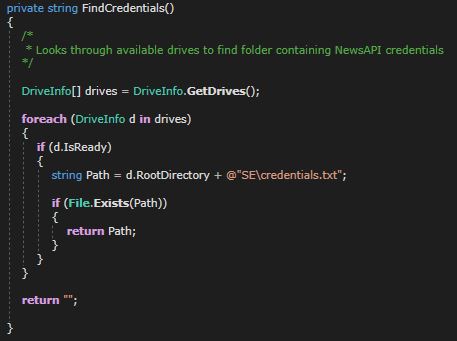 private string FindCredentials()
{
/*
* Looks through available drives to find folder containing NewsAPI credentials
*/
DriveInfo[] drives = DriveInfo.GetDrives();
foreach (DriveInfo d in drives)
{
if (d.IsReady)
{
string Path = d.RootDirectory + @"SE\credentials.txt";
if (File.Exists(Path))
{
return Path;
}
}
}
return "";
}